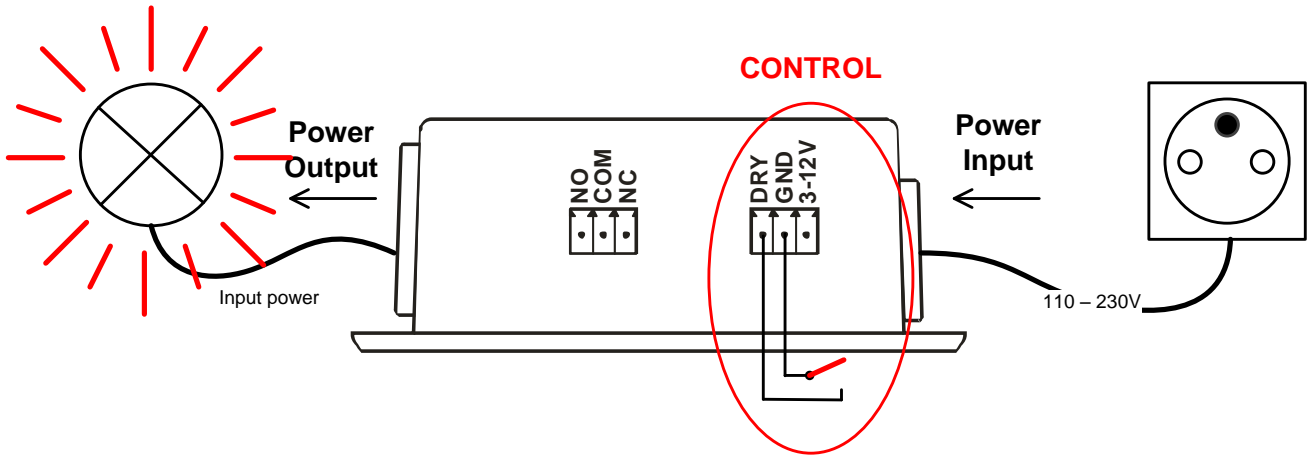 CONTROL
Power
Output
Power
Input
NO
COM
NC
DRY
GND
3-12V
Input power
110 – 230V